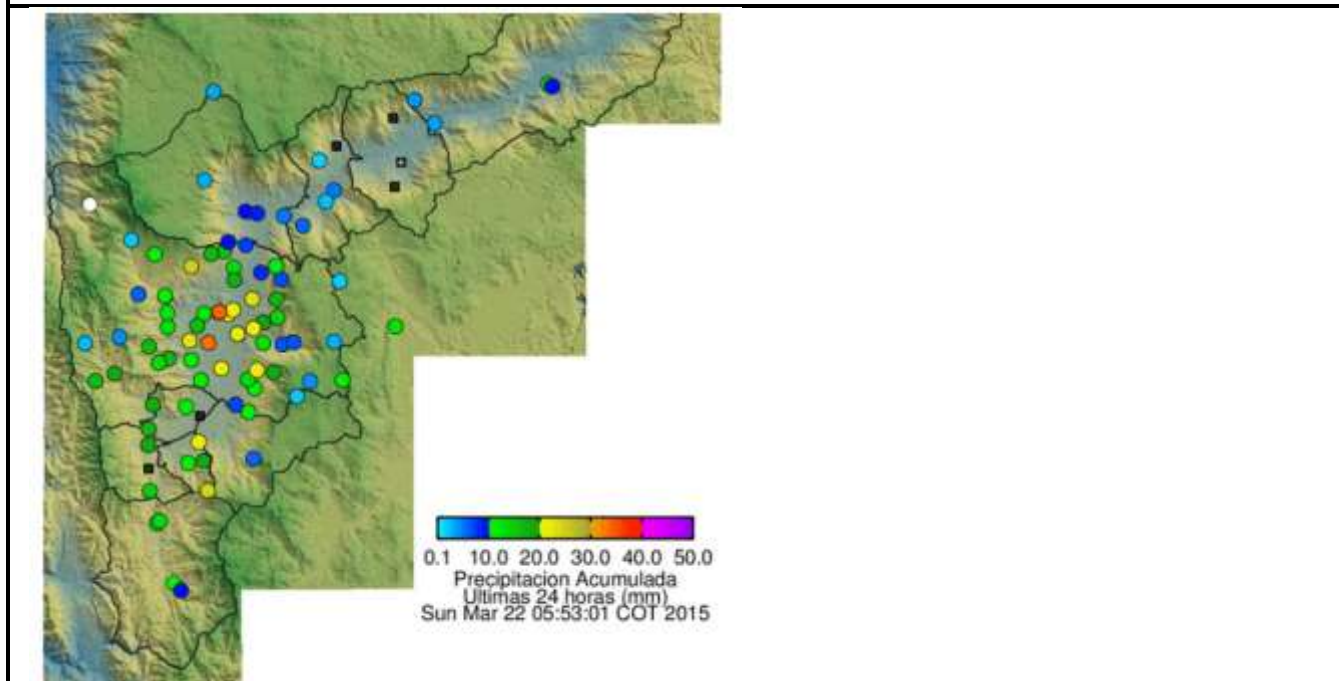 0.1 10.0 20.0 30.0 40.0 50.0
Precipitacion Acumulada
Ultimas 24 horas (mm)
Sun Mar 22 05:53:01 COT 2015